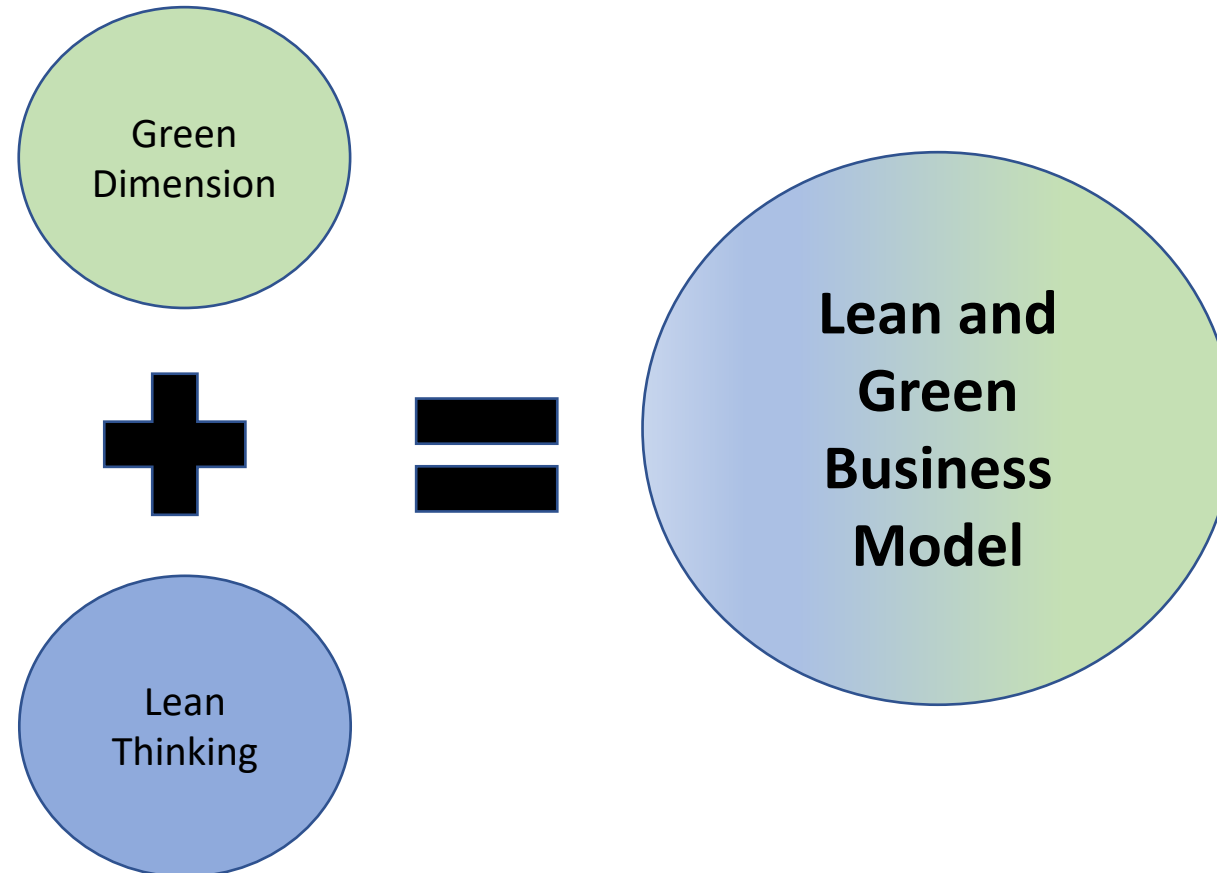 Green
Dimension
Lean and
Green
Business
Model
Lean
Thinking